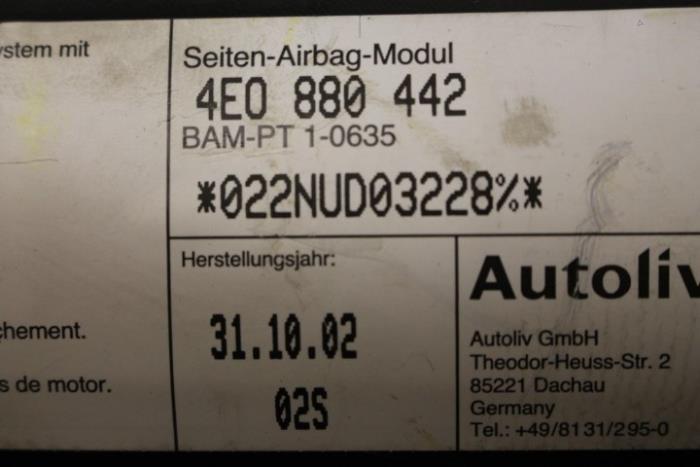 system mit
chement.
s de motor.
Seiten-Airbag-Modul
4E0 880 442
BAM-PT 1-0635
*022NUD03228%*
Herstellungsjahr:
31.10.02
02S
Autoliv
Autoliv GmbH
Theodor-Heuss-Str. 2
85221 Dachau
Germany
Tel.: +49/8131/295-0